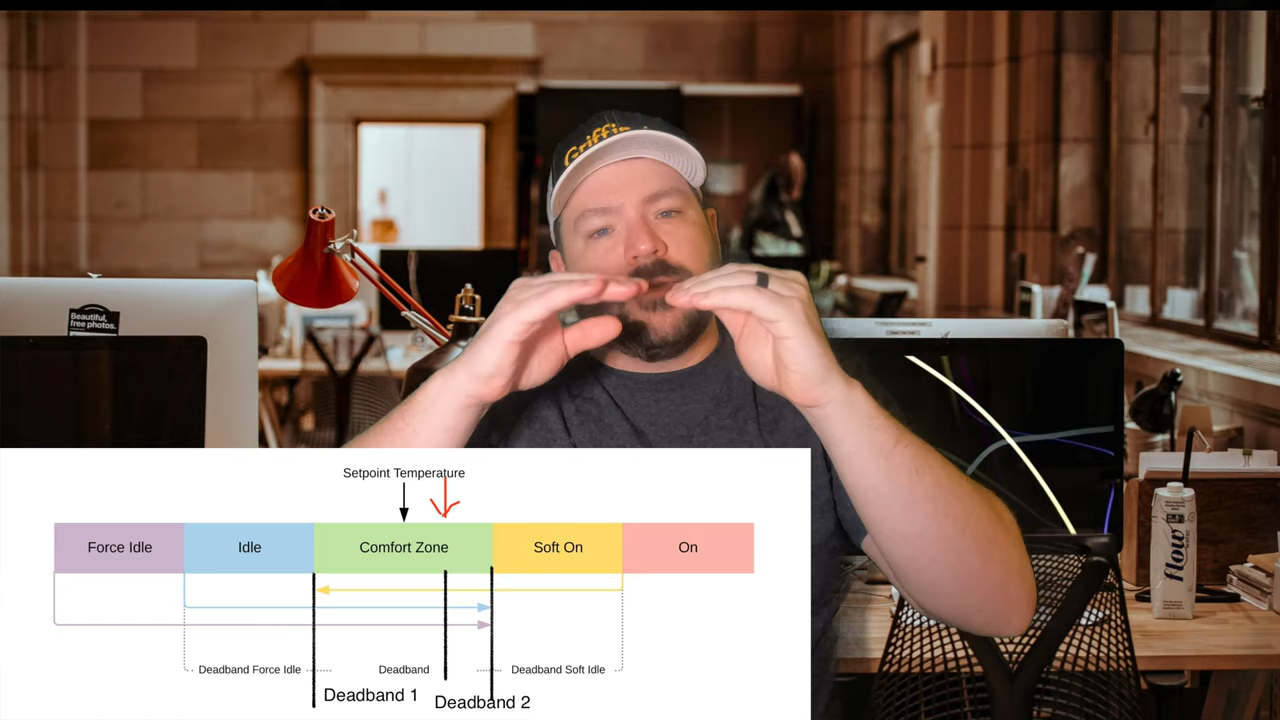 Griffin
Beautiful,
free photos.
flow
Setpoint Temperature
Force Idle
Idle
Comfort Zone
Soft On
On
Deadband Force Idle
Deadband
Deadband Soft Idle
Deadband 1
Deadband 2